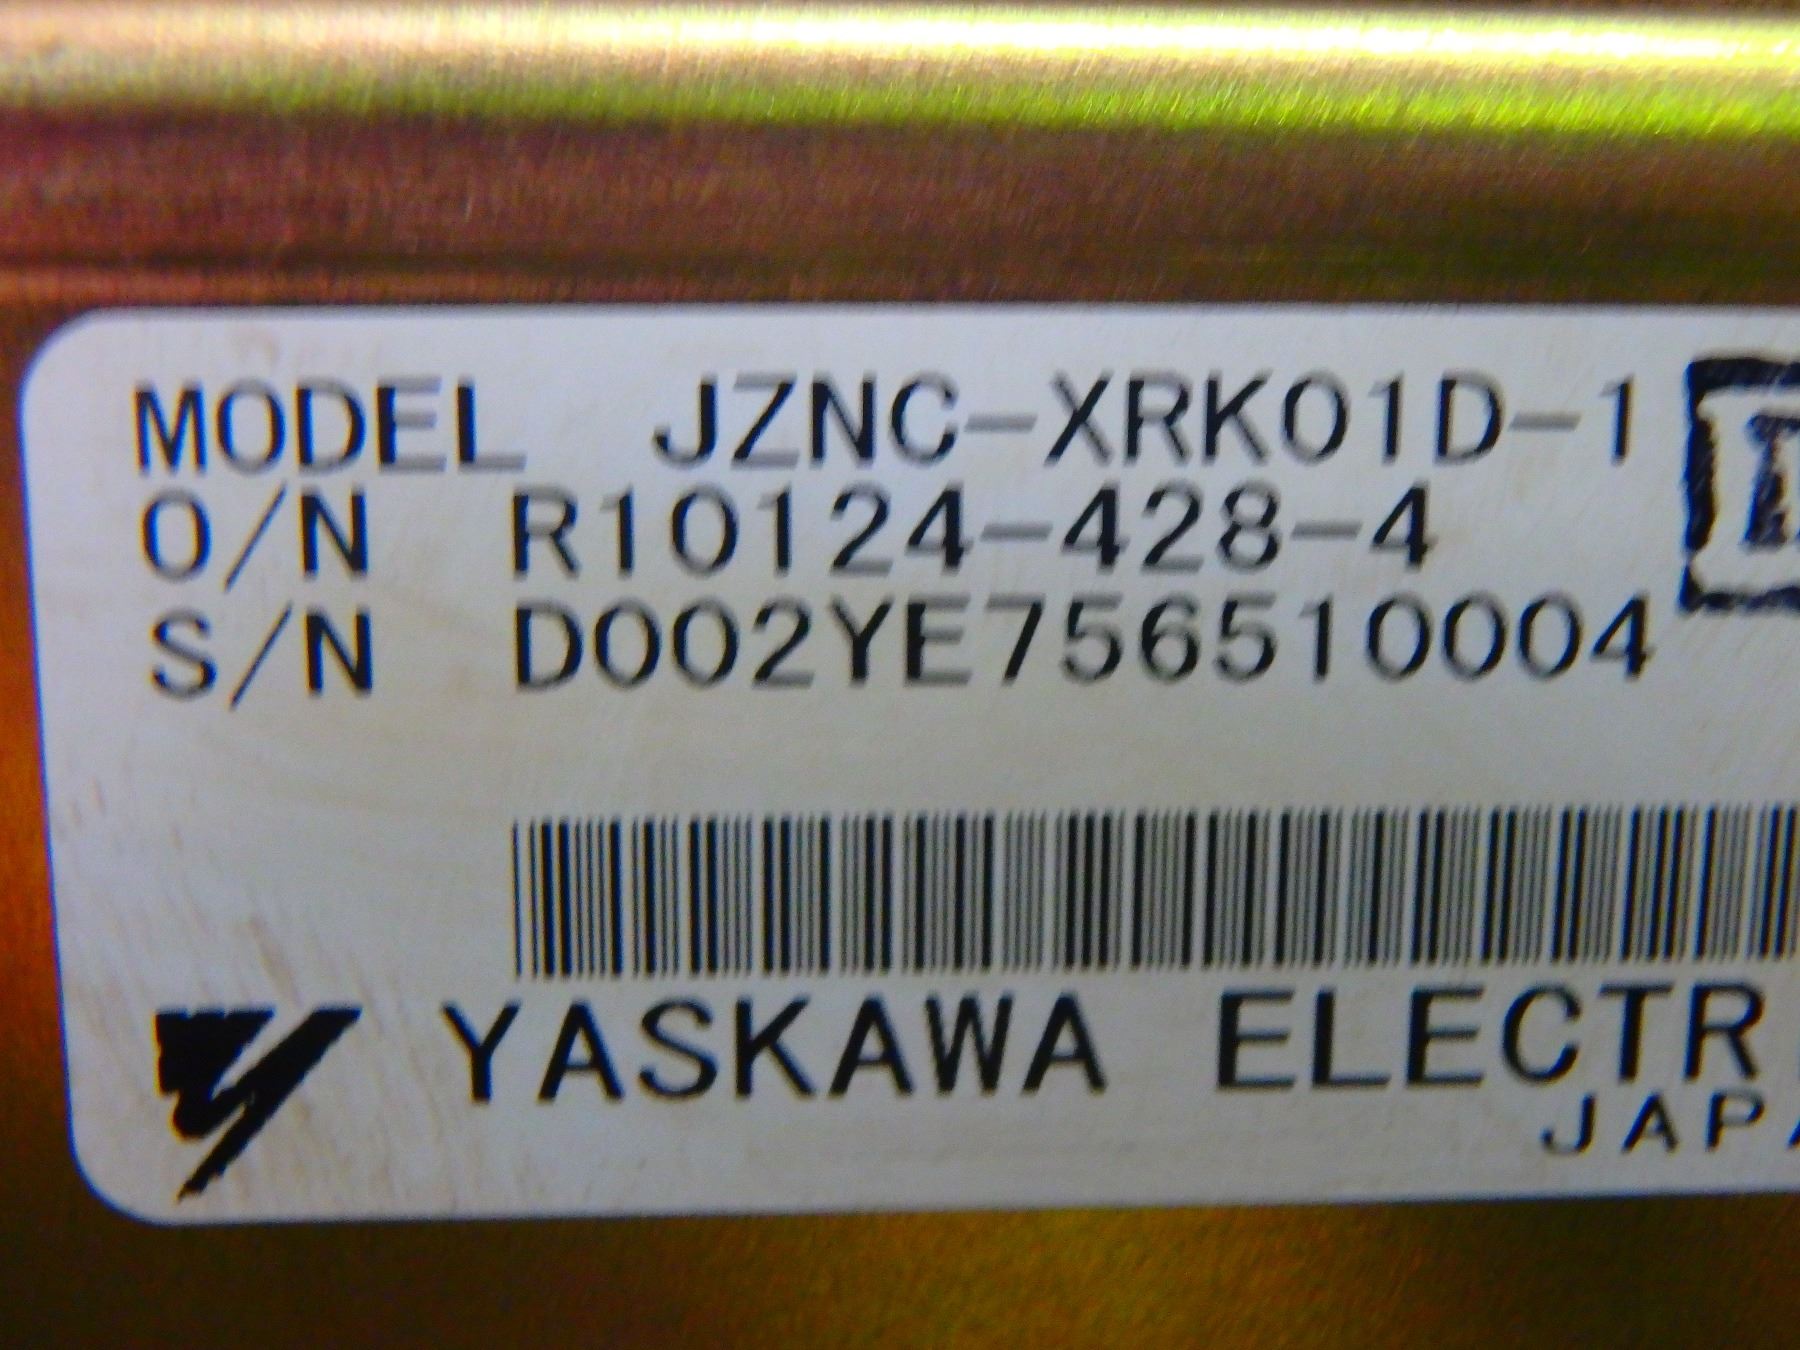 MODEL JZNC-XRK01D-1
O/N R10124-428-4
S/N D002YE756510004
YASKAWA ELECTR
JAPA